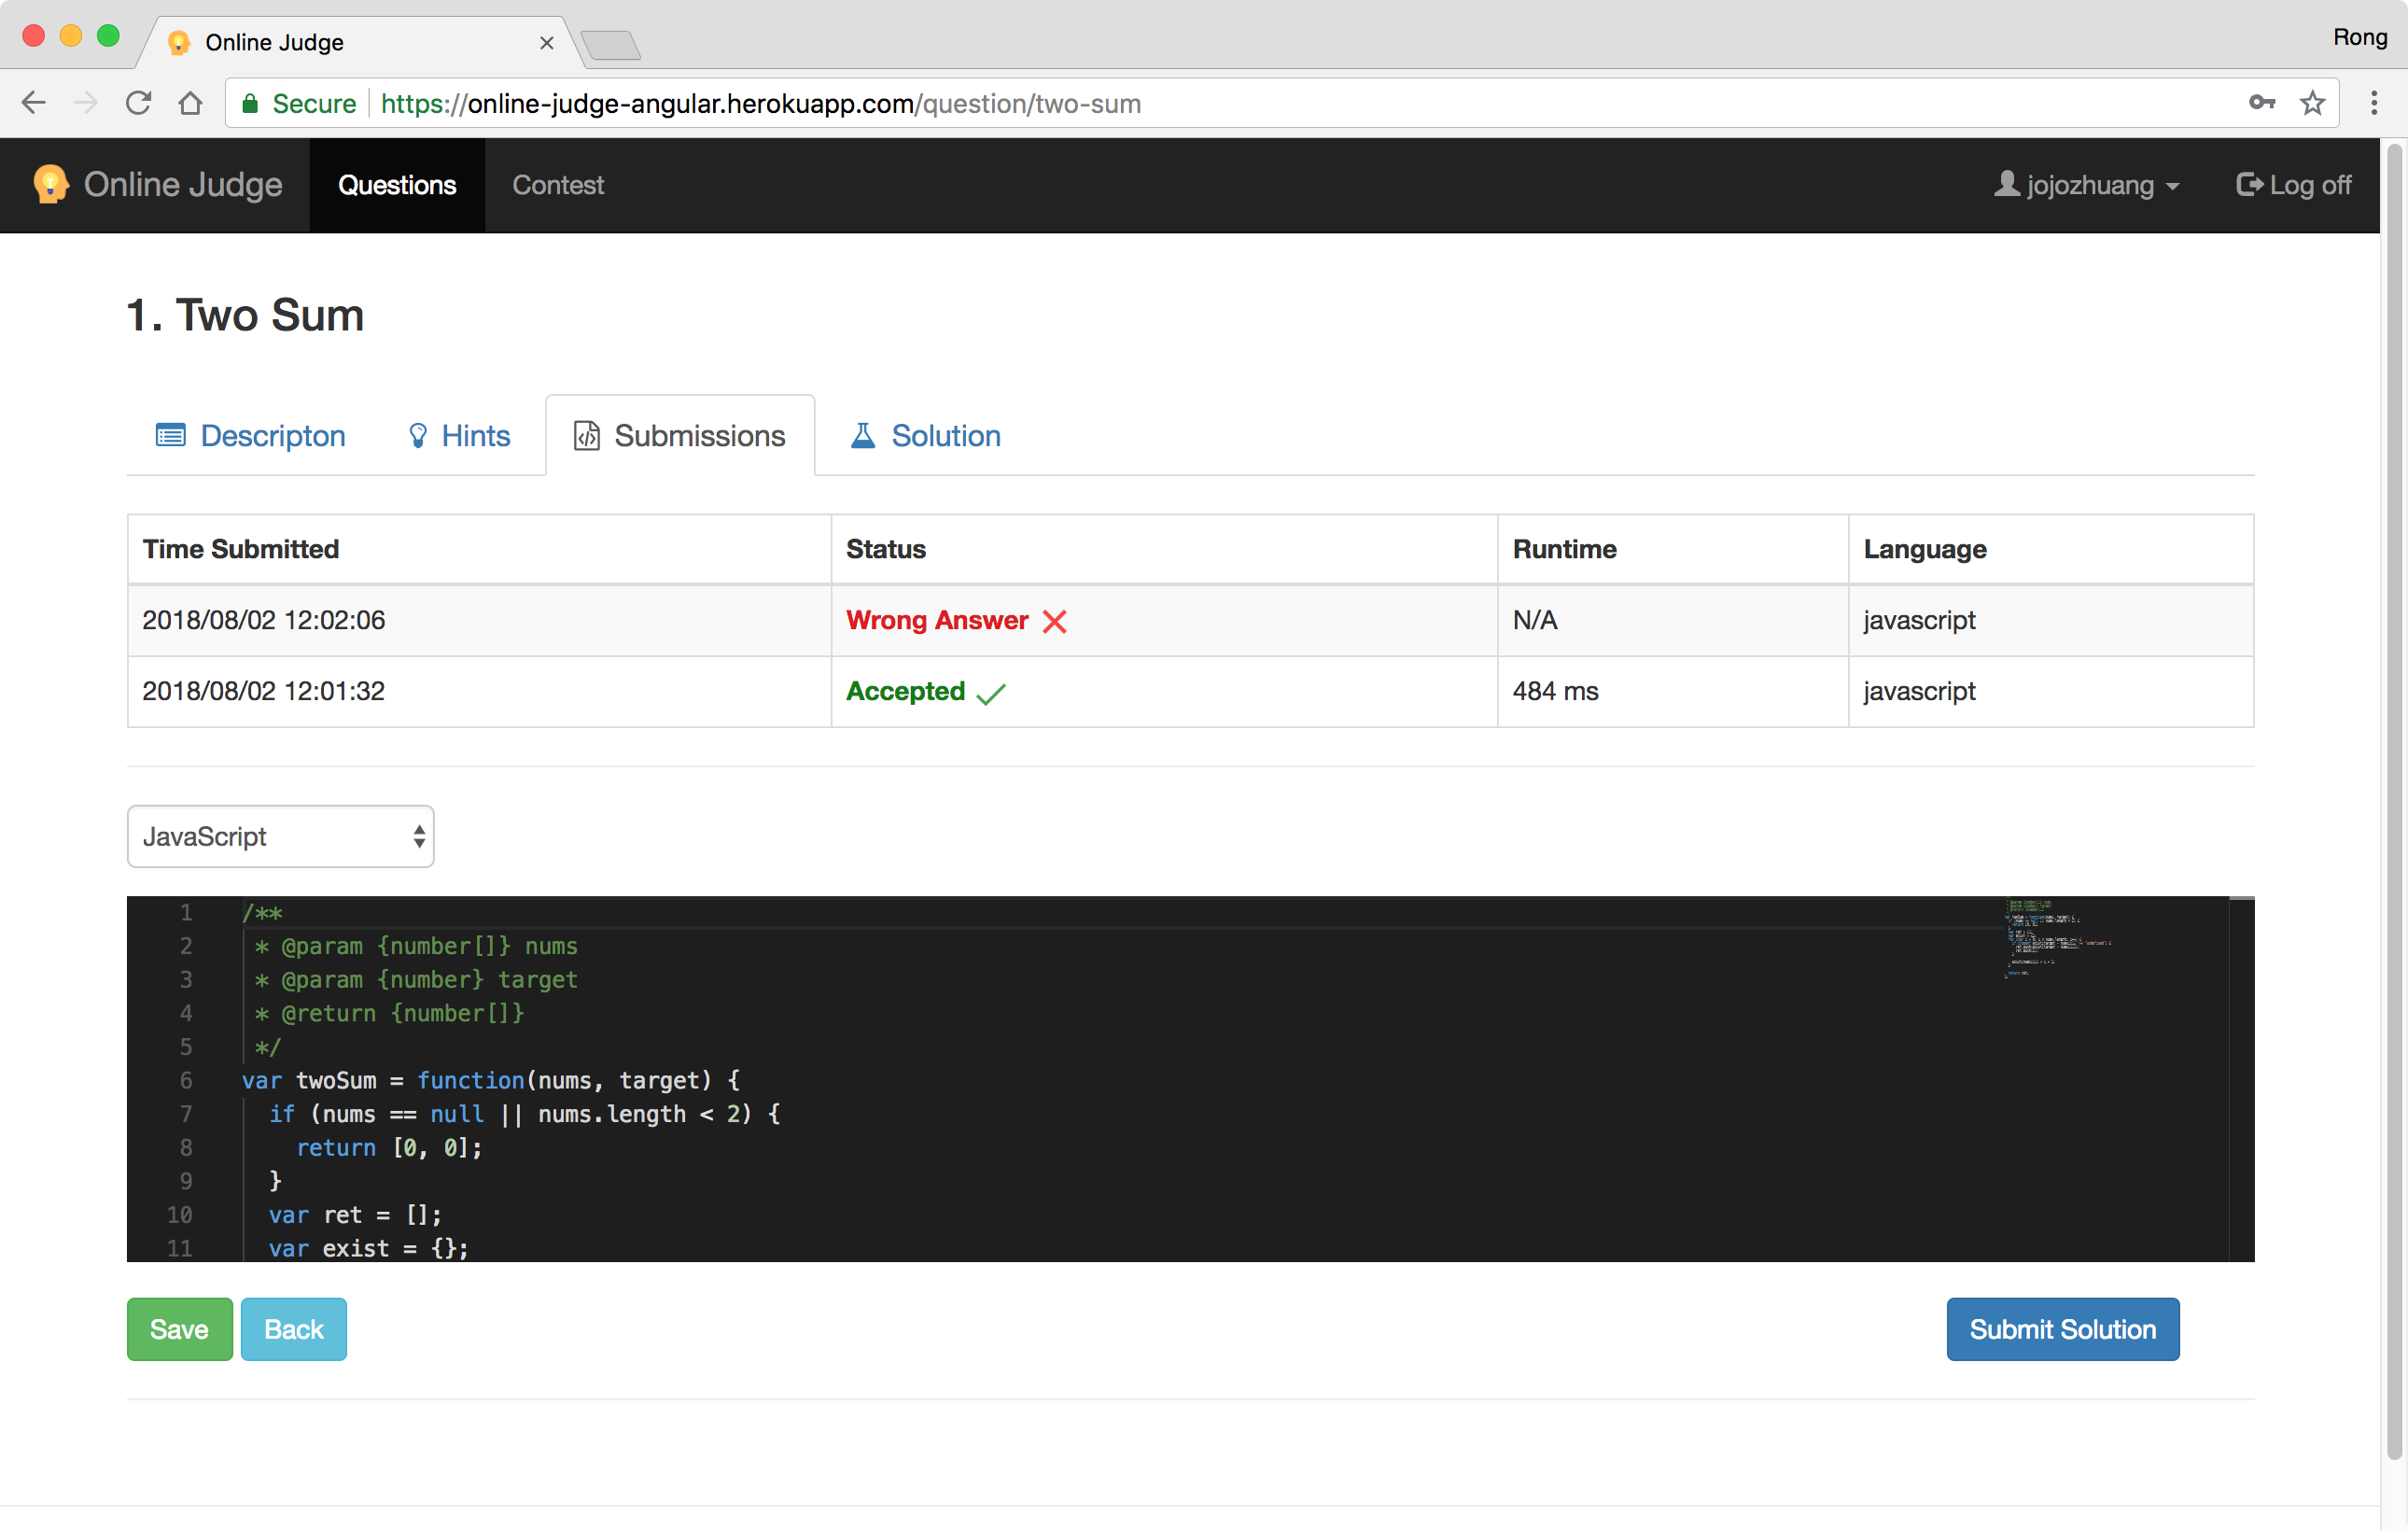 Online Judge
Rong
Secure https://online-judge-angular.herokuapp.com/question/two-sum
Online Judge Questions Contest jojozhuang Log off
1. Two Sum
Descripton Hints Submissions Solution
Time Submitted Status Runtime Language
2018/08/02 12:02:06 Wrong Answer N/A javascript
2018/08/02 12:01:32 Accepted 484 ms javascript
JavaScript
1 /**
2 * @param {number[]} nums
3 * @param {number} target
4 * @return {number[]}
5 */
6 var twoSum = function(nums, target) {
7 if (nums == null || nums.length < 2) {
8 return [0, 0];
9 }
10 var ret = [];
11 var exist = {};
Save Back Submit Solution